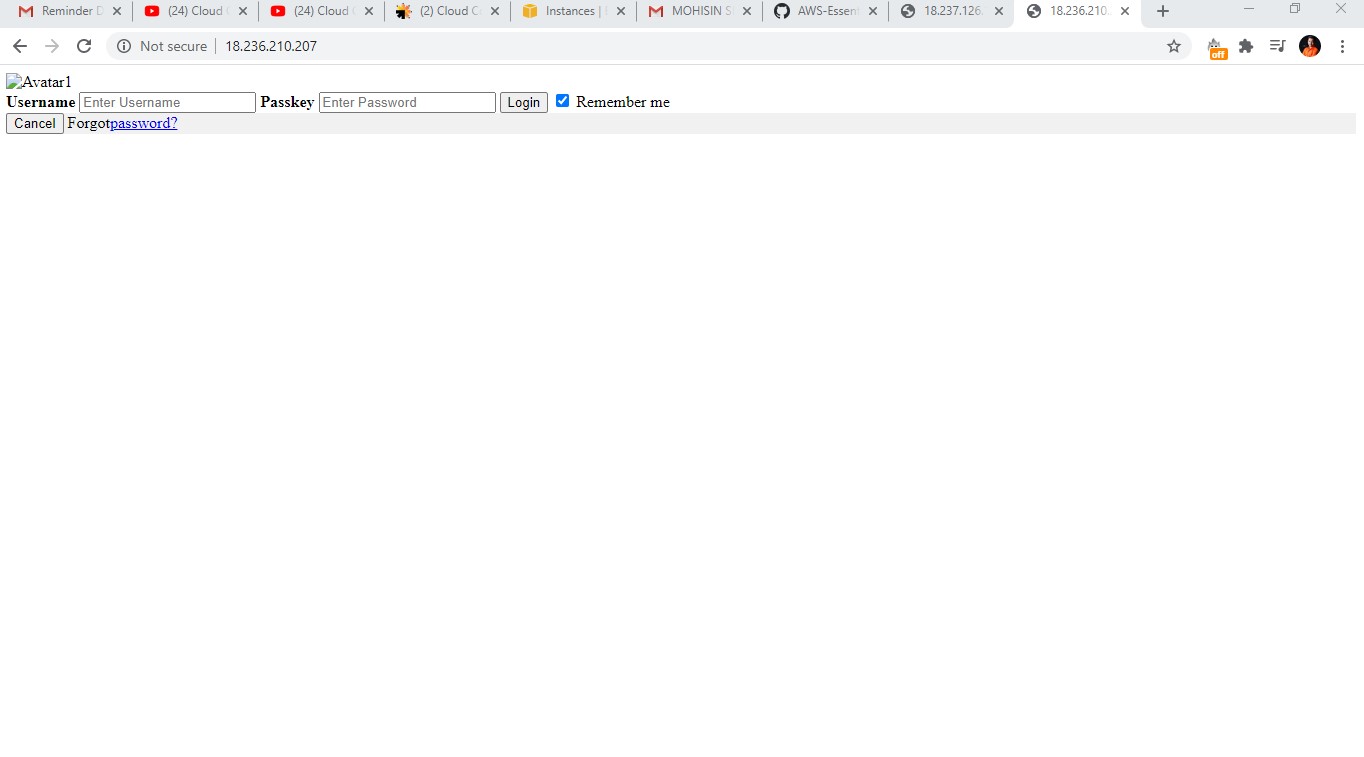 Reminder D (24) Cloud (24) Cloud (2) Cloud C Instances | MOHISIN S AWS-Essen 18.237.126. 18.236.210.
Not secure 18.236.210.207
off
Avatar1
Username Enter Username Passkey Enter Password Login Remember me
Cancel Forgotpassword?